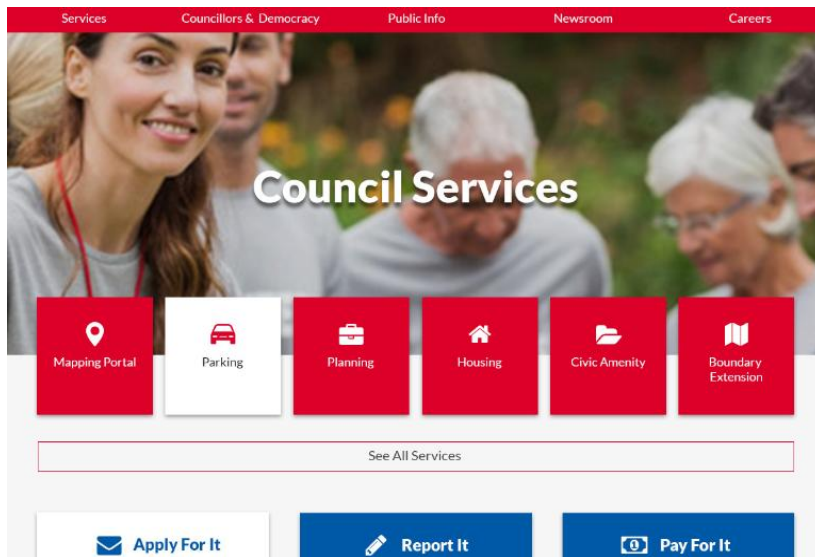 Services
Councillors & Democracy
Public Info
Newsroom
Careers
Council Services
Mapping Portal
Parking
Planning
Housing
Civic Amenity
Boundary
Extension
See All Services
Apply For It
Report It
Pay For It